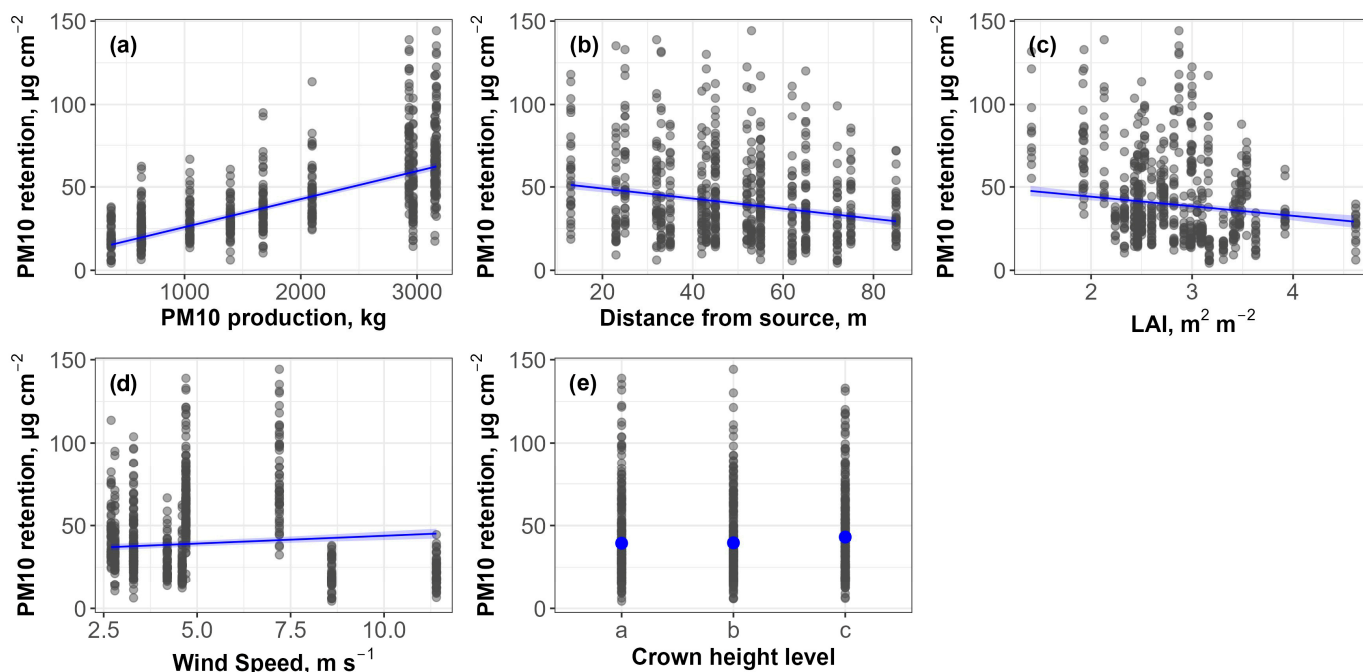 (a)
PM10 retention, µg cm−2
150
100
50
0
1000 2000 3000
PM10 production, kg
(b)
PM10 retention, µg cm−2
150
100
50
0
20 40 60 80
Distance from source, m
(c)
PM10 retention, µg cm−2
150
100
50
0
2 3 4
LAI, m2 m−2
(d)
PM10 retention, µg cm−2
150
100
50
0
2.5 5.0 7.5 10.0
Wind Speed, m s−1
(e)
PM10 retention, µg cm−2
150
100
50
0
a b c
Crown height level